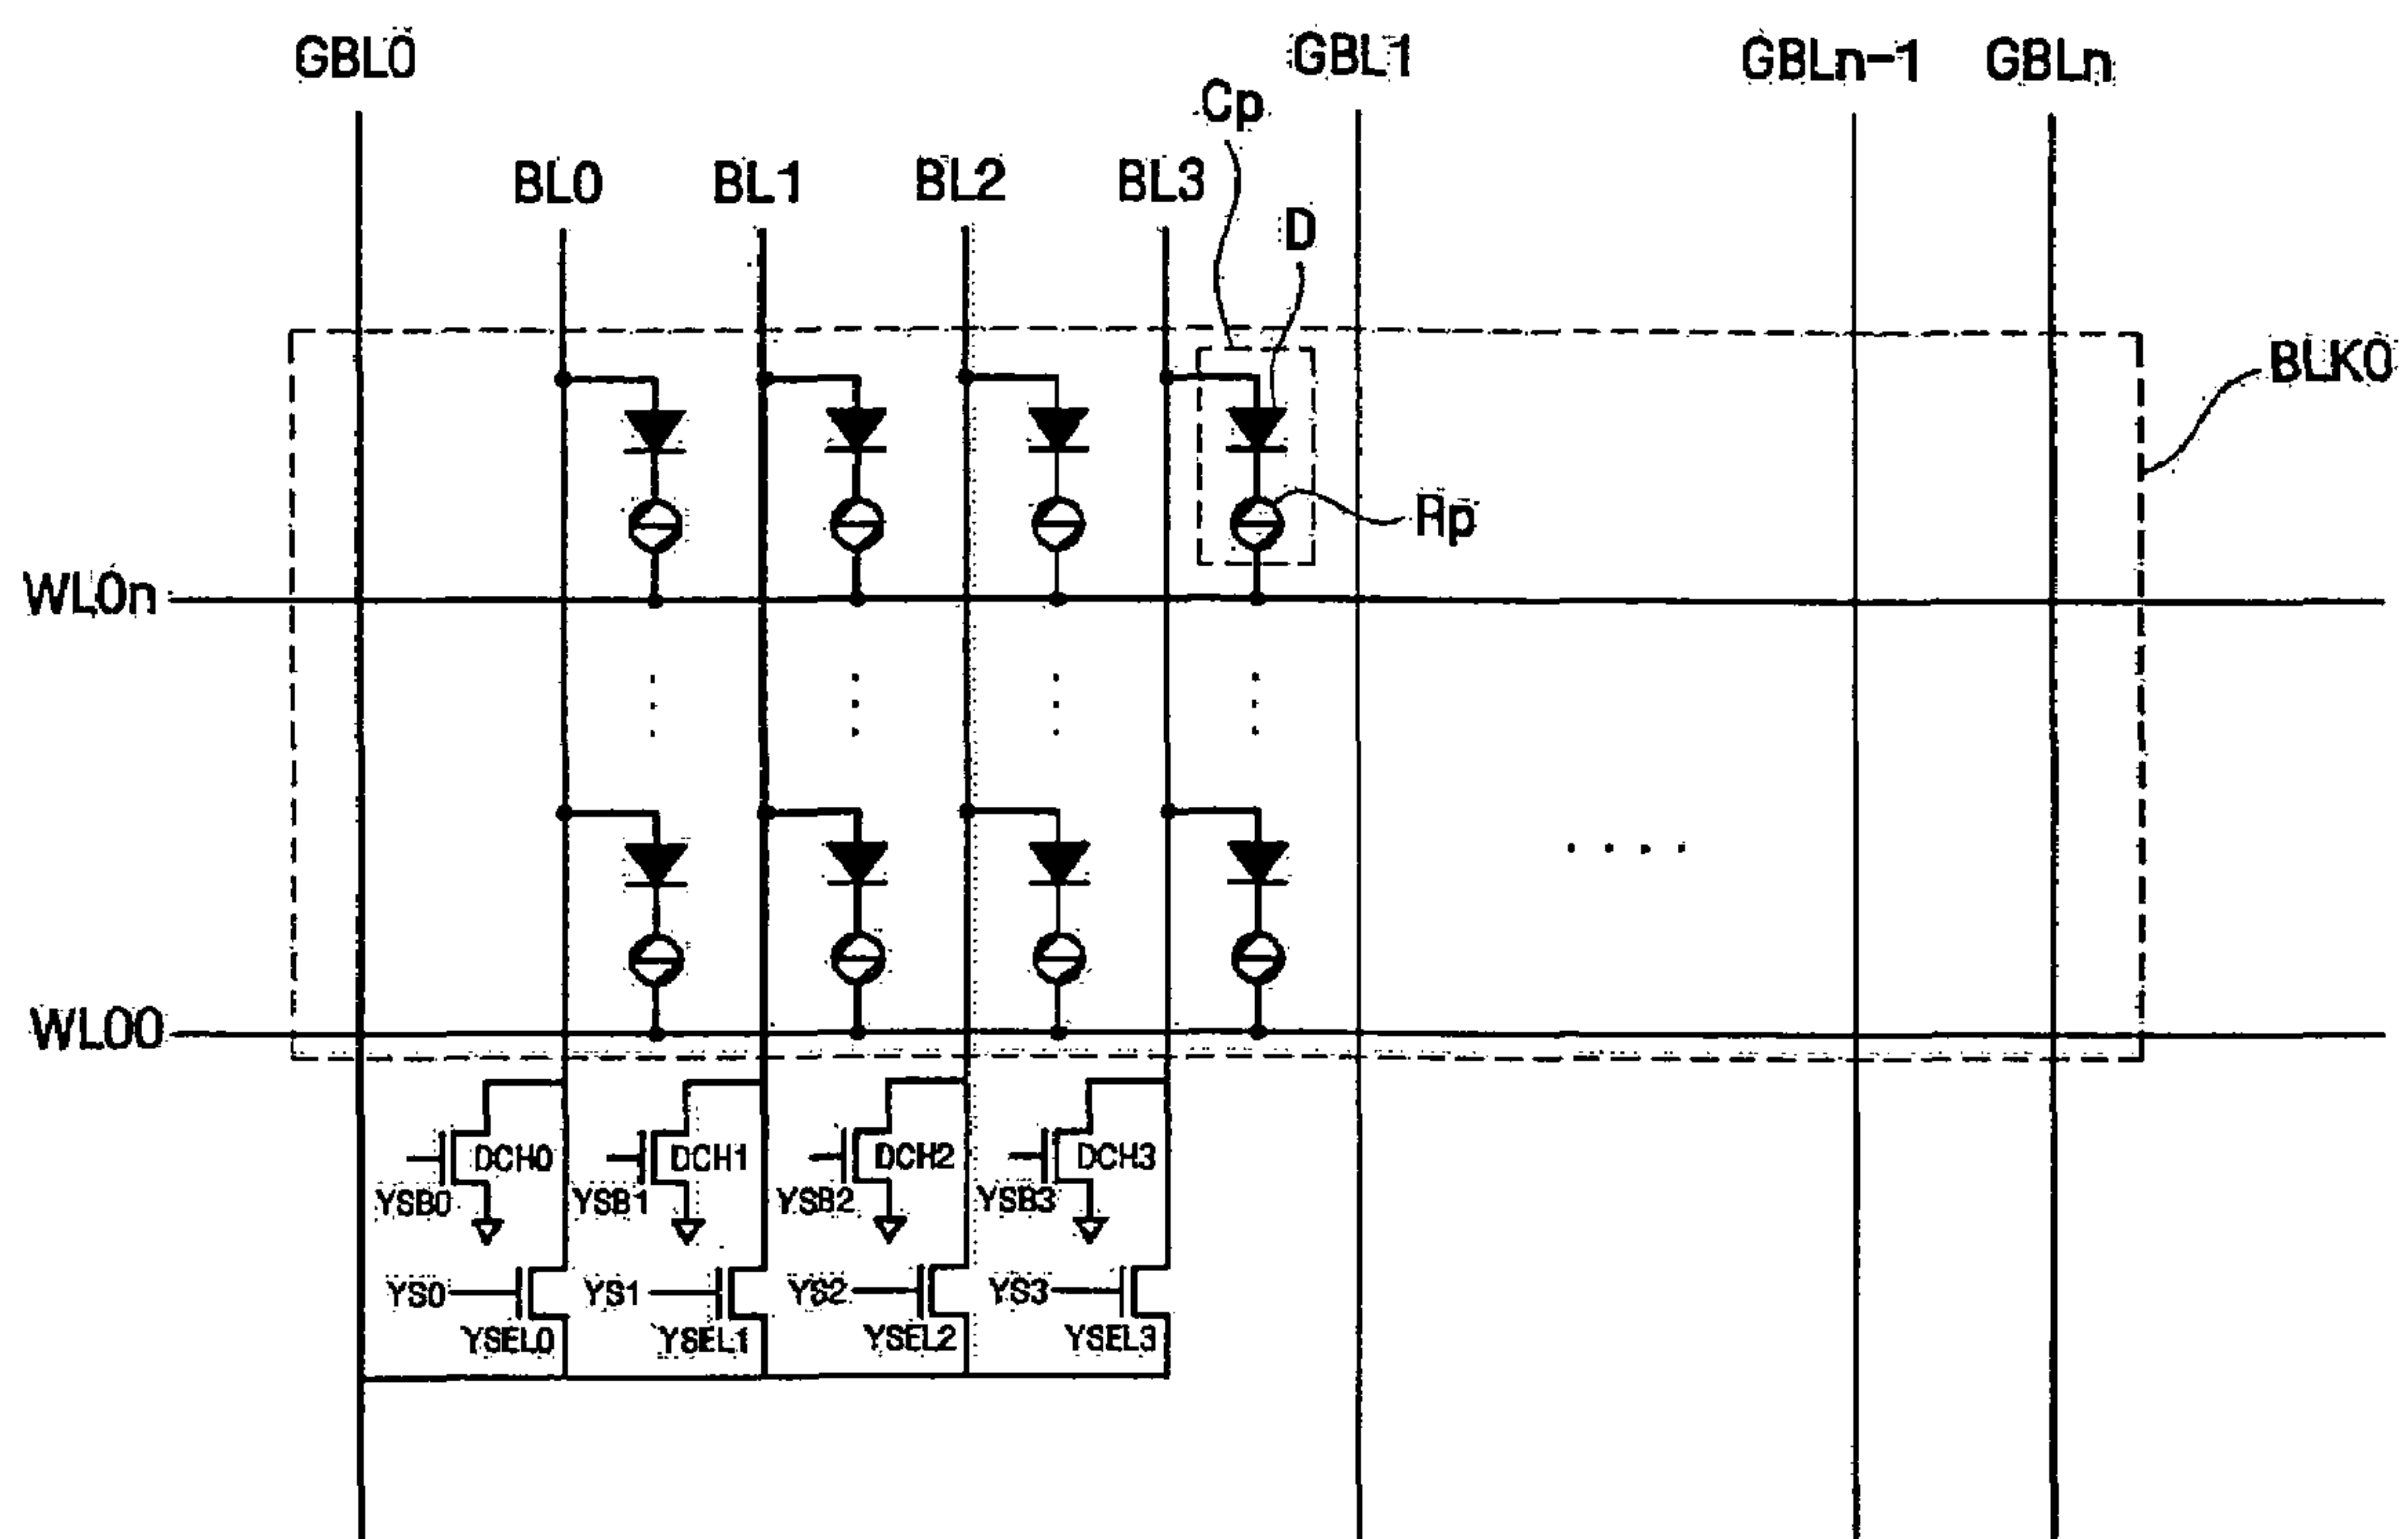 GBL0
GBL1
GBLn-1
GBLn
Cp
BL0
BL1
BL2
BL3
D
BLK0
Rp
WL0n
WL00
DCH0
DCH1
DCH2
DCH3
YSB0
YSB1
YSB2
YSB3
YS0
YS1
YS2
YS3
YSEL0
YSEL1
YSEL2
YSEL3